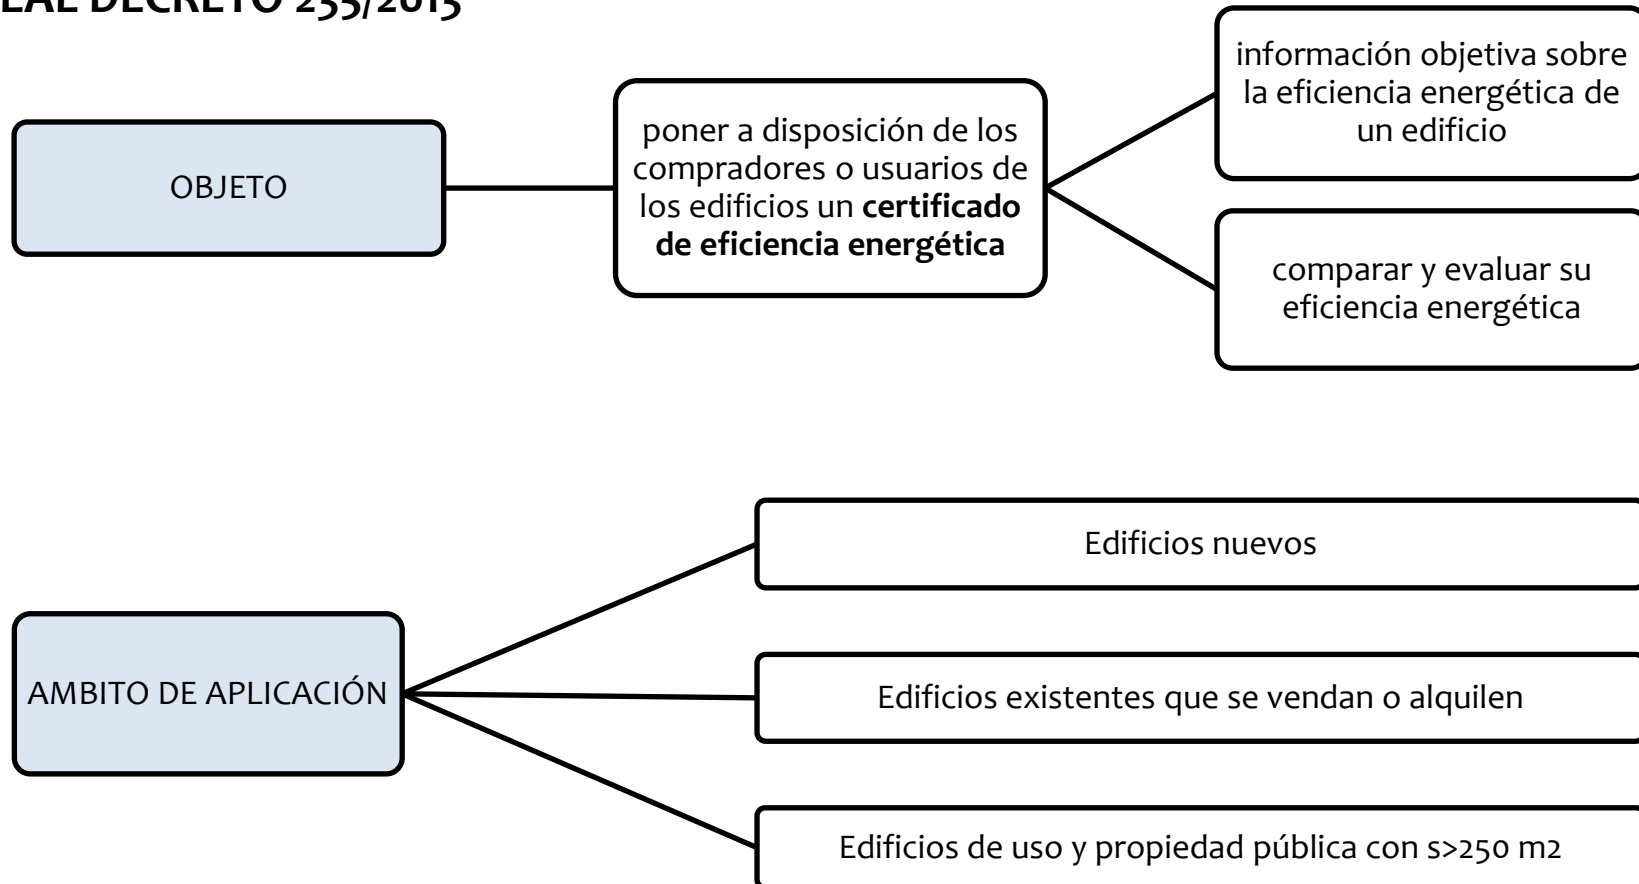 EAL DECRETO 235/2013
información objetiva sobre
la eficiencia energética de
un edificio
poner a disposición de los
compradores o usuarios de
los edificios un certificado
de eficiencia energética
OBJETO
comparar y evaluar su
eficiencia energética
Edificios nuevos
AMBITO DE APLICACIÓN
Edificios existentes que se vendan o alquilen
Edificios de uso y propiedad pública con s>250 m2